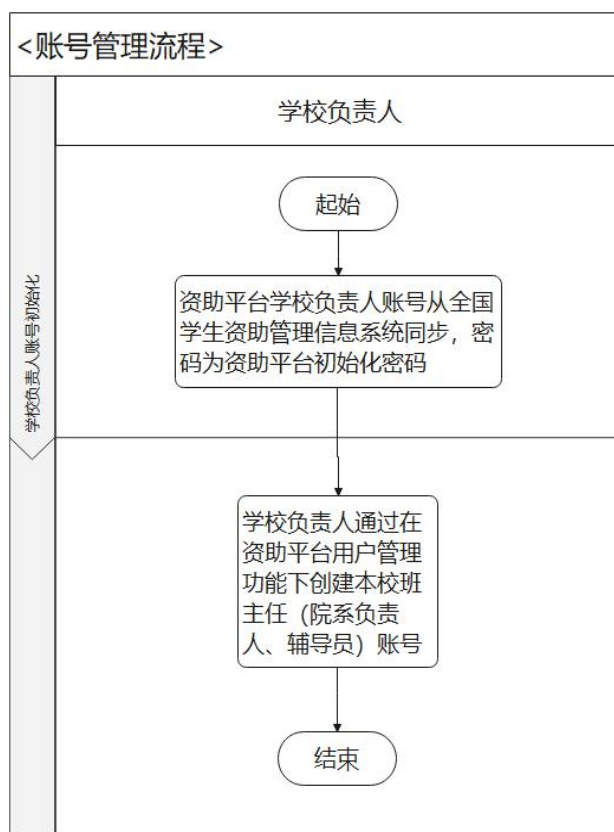 <账号管理流程>
学校负责人
学校负责人账号初始化
起始
资助平台学校负责人账号从全国
学生资助管理信息系统同步，密
码为资助平台初始化密码
学校负责人通过在
资助平台用户管理
功能下创建本校班
主任（院系负责
人、辅导员）账号
结束